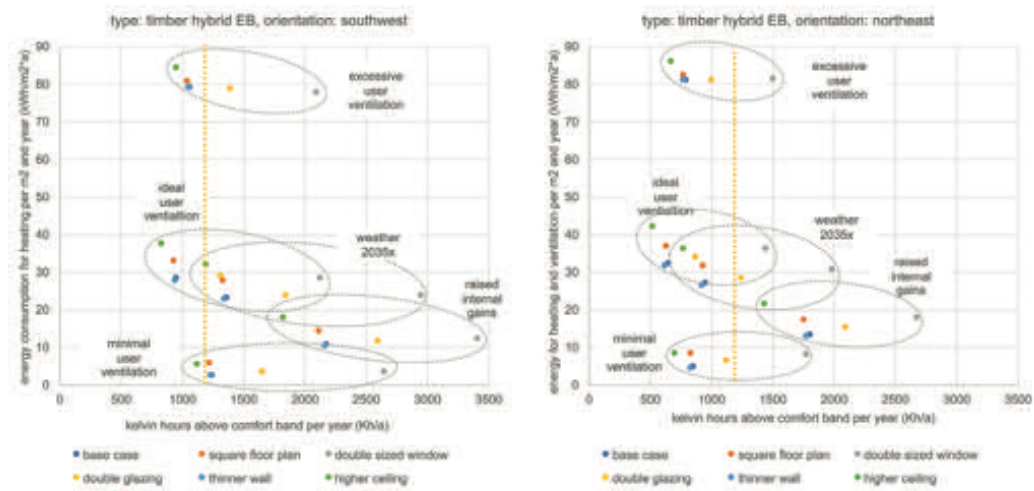 type: timber hybrid EB, orientation: southwest
energy consumption for heating per m2 and year (kWh/m2*a)
90
80
70
60
50
40
30
20
10
0
excessive
user
ventilation
ideal
user
ventilation
weather
2035x
raised
internal
gains
minimal
user
ventilation
0 500 1000 1500 2000 2500 3000 3500
kelvin hours above comfort band per year (Kh/a)
base case square floor plan double sized window
double glazing thinner wall higher ceiling
type: timber hybrid EB, orientation: northeast
energy for heating and ventilation per m2 and year (kWh/m2*a)
90
80
70
60
50
40
30
20
10
0
excessive
user
ventilation
ideal
user
ventilation
weather
2035x
raised
internal
gains
minimal
user
ventilation
0 500 1000 1500 2000 2500 3000 3500
kelvin hours above comfort band per year (Kh/a)
base case square floor plan double sized window
double glazing thinner wall higher ceiling